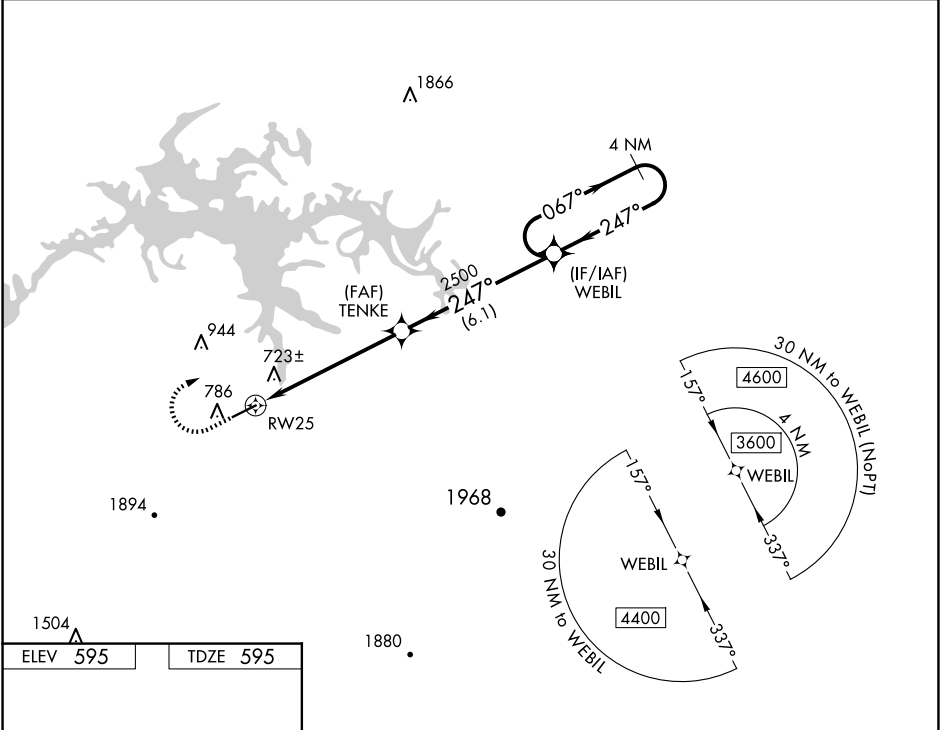 1866
4 NM
067°
247°
(IF/IAF)
WEBIL
2500
247°
(6.1)
(FAF)
TENKE
944
723±
786
RW25
30 NM to WEBIL (NoPT)
4600
157°
4 NM
3600
WEBIL
337°
1894
1968
157°
WEBIL
30 NM to WEBIL
4400
337°
1504
1880
ELEV 595
TDZE 595